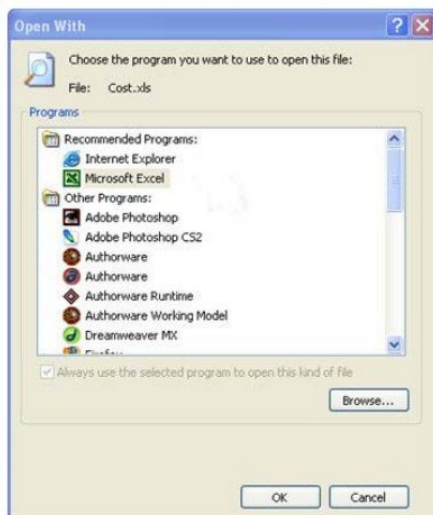 Open With
Choose the program you want to use to open this file:
File: Cost.xls
Programs
Recommended Programs:
Internet Explorer
Microsoft Excel
Other Programs:
Adobe Photoshop
Adobe Photoshop CS2
Authorware
Authorware
Authorware Runtime
Authorware Working Model
Dreamweaver MX
Always use the selected program to open this kind of file
Browse...
OK Cancel